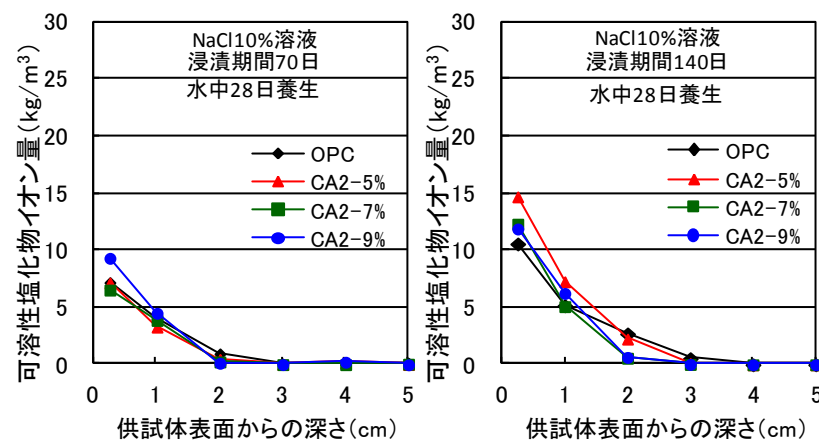 可溶性塩化物イオン量(kg/m³)
30
25
20
15
10
5
0
NaCl10%溶液
浸漬期間70日
水中28日養生
OPC
CA2-5%
CA2-7%
CA2-9%
0 1 2 3 4 5
供試体表面からの深さ(cm)
可溶性塩化物イオン量(kg/m³)
30
25
20
15
10
5
0
NaCl10%溶液
浸漬期間140日
水中28日養生
OPC
CA2-5%
CA2-7%
CA2-9%
0 1 2 3 4 5
供試体表面からの深さ(cm)